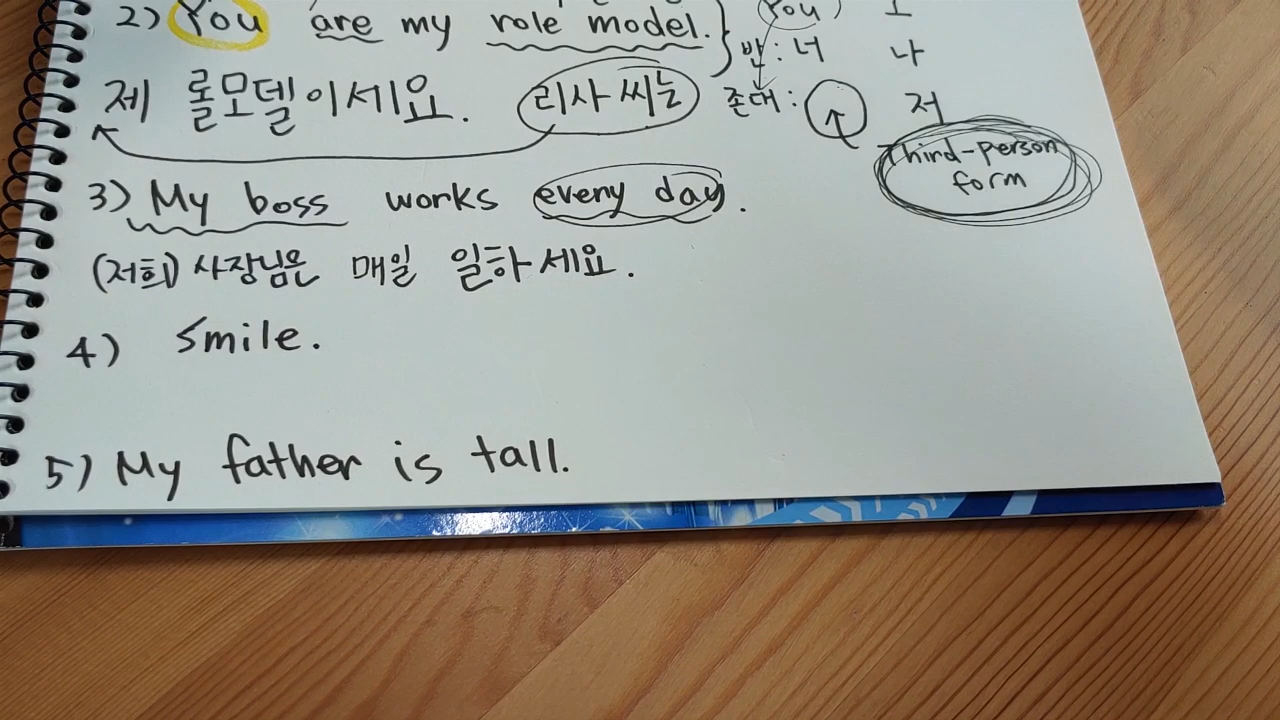 2) You are my role model.
(You) I
반: 너 나
제 롤모델이세요. 리사 씨는 존대: 저
Third-person form
3) My boss works every day.
(저희) 사장님은 매일 일하세요.
4) Smile.
5) My father is tall.